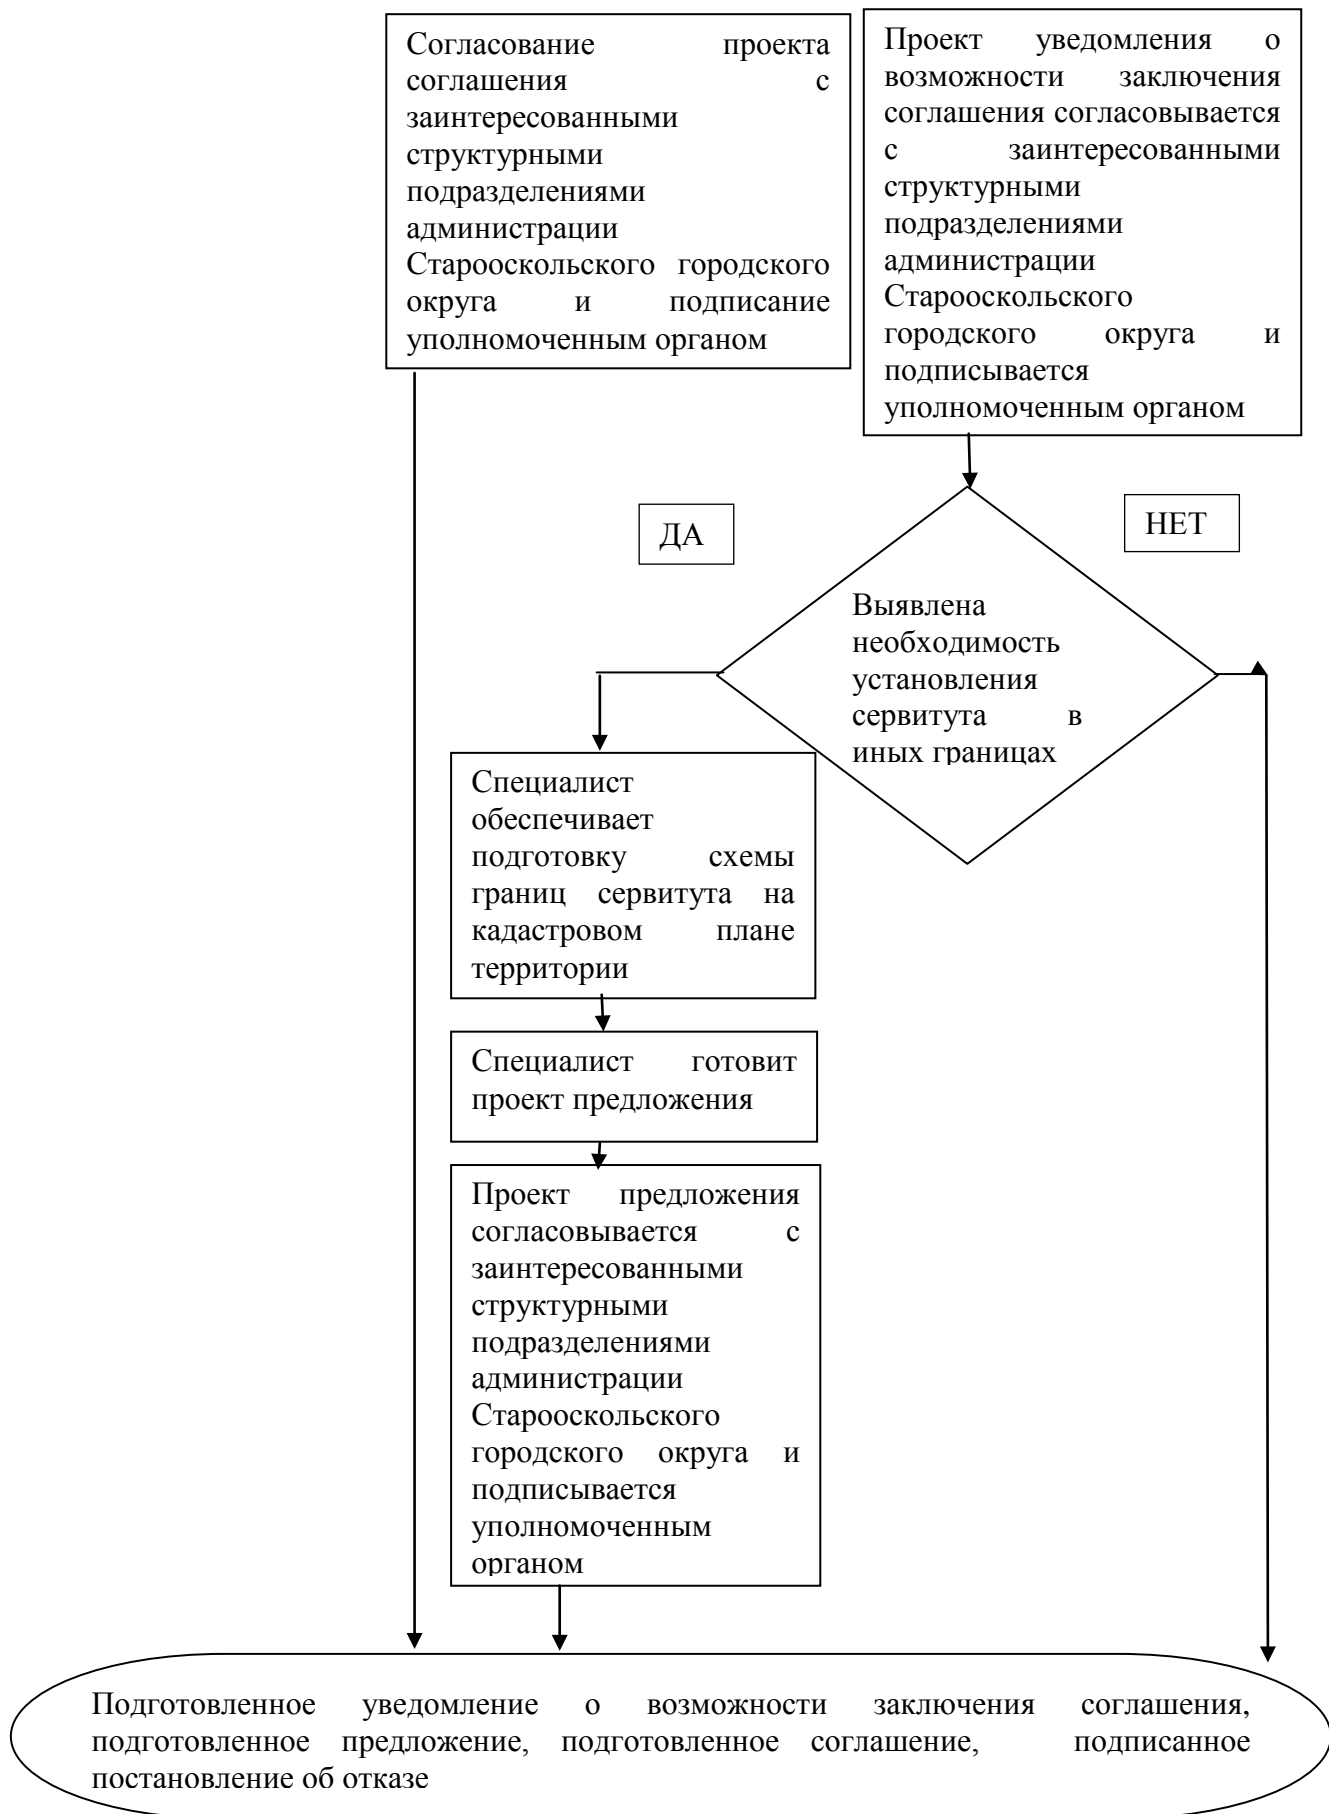 Согласование проекта
соглашения с
заинтересованными
структурными
подразделениями
администрации
Старооскольского городского
округа и подписание
уполномоченным органом
Проект уведомления о
возможности заключения
соглашения согласовывается
с заинтересованными
структурными
подразделениями
администрации
Старооскольского
городского округа и
подписывается
уполномоченным органом
ДА
НЕТ
Выявлена
необходимость
установления
сервитута в
иных границах
Специалист
обеспечивает
подготовку схемы
границ сервитута на
кадастровом плане
территории
Специалист готовит
проект предложения
Проект предложения
согласовывается с
заинтересованными
структурными
подразделениями
администрации
Старооскольского
городского округа и
подписывается
уполномоченным
органом
Подготовленное уведомление о возможности заключения соглашения,
подготовленное предложение, подготовленное соглашение, подписанное
постановление об отказе